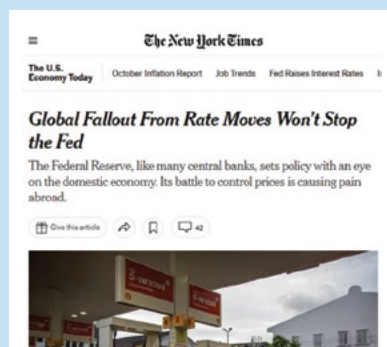 The New York Times
The U.S.
Economy Today
October Inflation Report
Job Trends
Fed Raises Interest Rates
Global Fallout From Rate Moves Won't Stop
the Fed
The Federal Reserve, like many central banks, sets policy with an eye
on the domestic economy. Its battle to control prices is causing pain
abroad.
Give this article
42